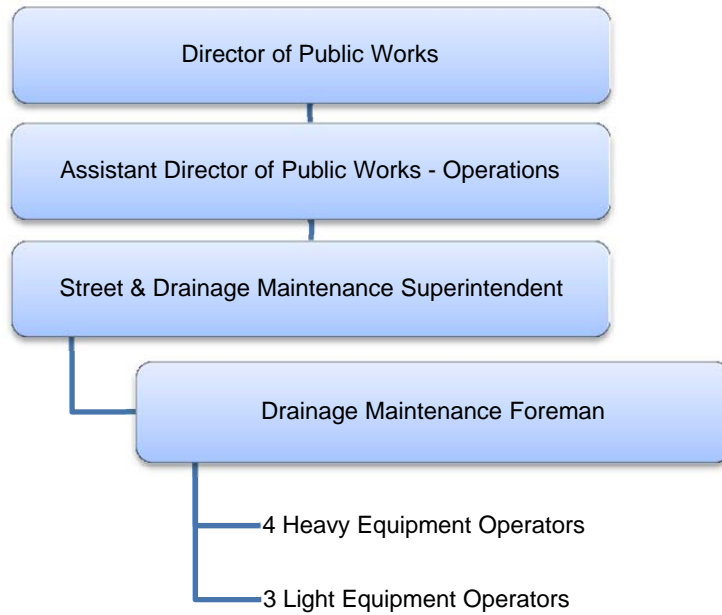 Director of Public Works
Assistant Director of Public Works - Operations
Street & Drainage Maintenance Superintendent
Drainage Maintenance Foreman
4 Heavy Equipment Operators
3 Light Equipment Operators